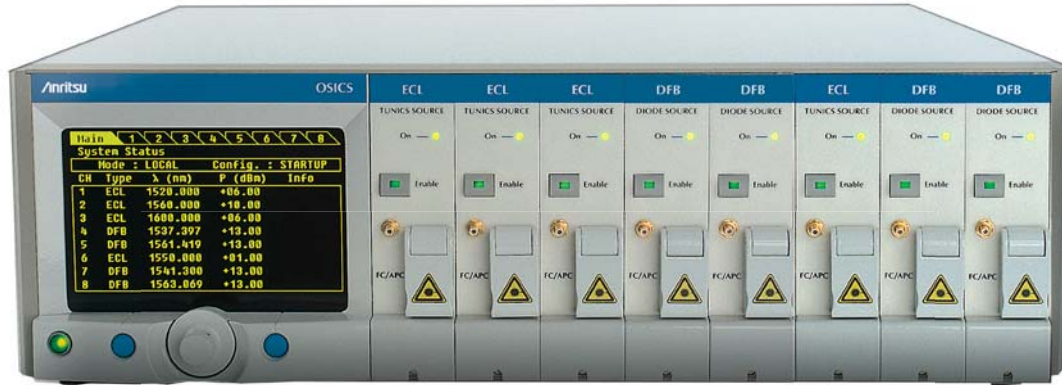 Anritsu OSICS
Main 1 2 3 4 5 6 7 8
System Status
Mode : LOCAL Config. : STARTUP
CH Type λ (nm) P (dBm) Info
1 ECL 1520.000 +06.00
2 ECL 1560.000 +10.00
3 ECL 1600.000 +06.00
4 DFB 1537.397 +13.00
5 DFB 1561.419 +13.00
6 ECL 1550.000 +01.00
7 DFB 1541.300 +13.00
8 DFB 1563.069 +13.00
ECL ECL ECL DFB DFB ECL DFB DFB
TUNICS SOURCE TUNICS SOURCE TUNICS SOURCE DIODE SOURCE DIODE SOURCE TUNICS SOURCE DIODE SOURCE DIODE SOURCE
On On On On On On On On
Enable Enable Enable Enable Enable Enable Enable Enable
FC/APC FC/APC FC/APC FC/APC FC/APC FC/APC FC/APC FC/APC